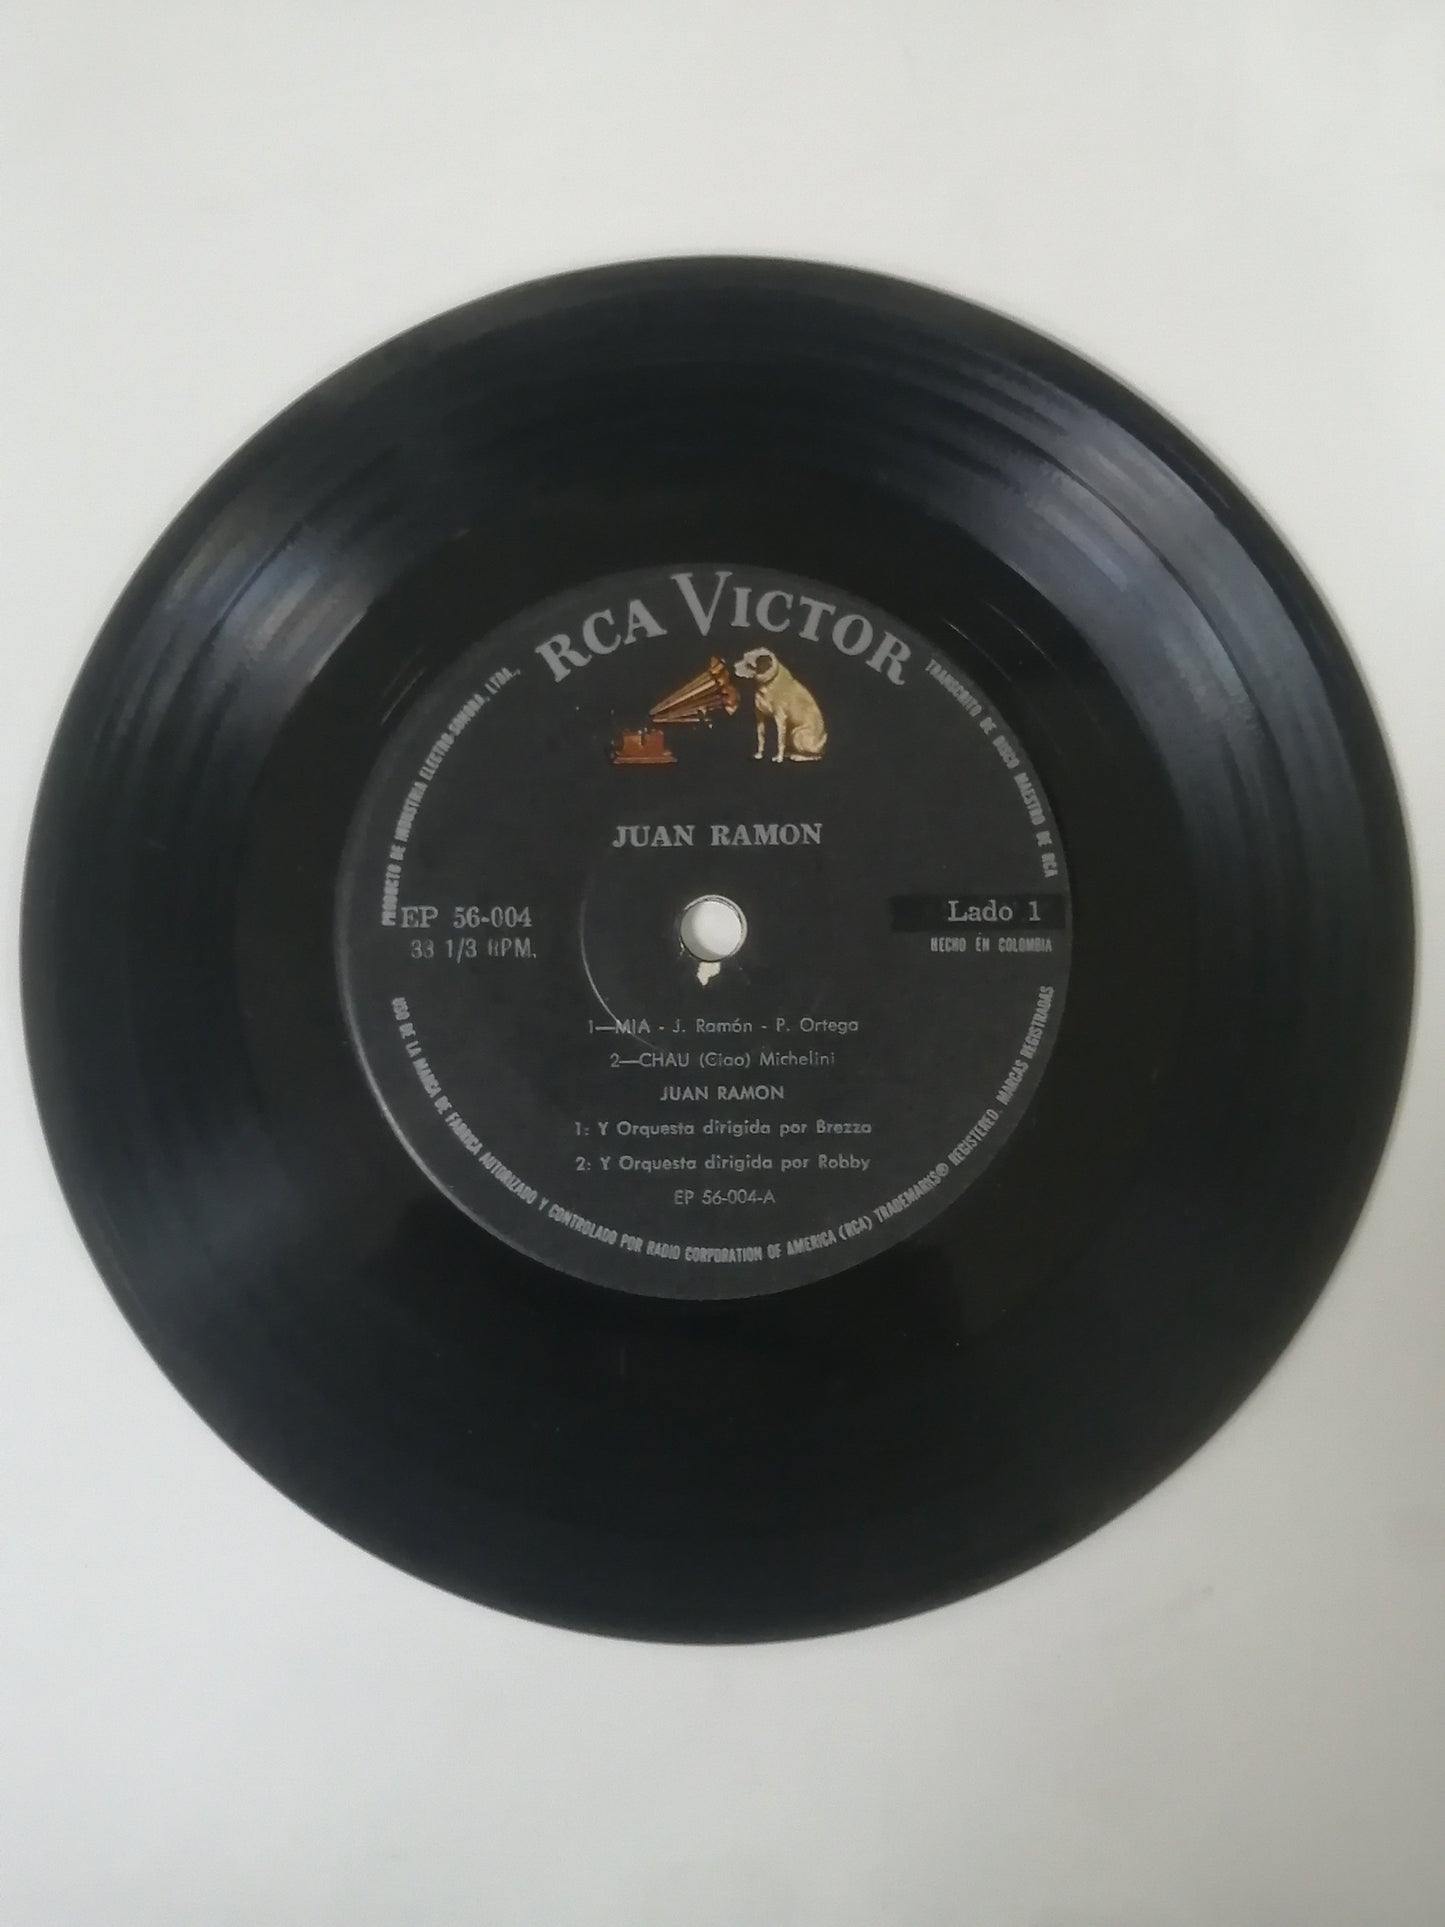 RCA VICTOR
PRODUCTO DE INDUSTRIA ELECTRO-SONORA, LTDA.,
TRANSCRITO DE DISCO MAESTRO DE RCA
JUAN RAMON
EP 56-004
33 1/3 RPM.
Lado 1
HECHO EN COLOMBIA
1—MIA - J. Ramón - P. Ortega
2—CHAU (Ciao) Michelini
JUAN RAMON
1: Y Orquesta dirigida por Brezza
2: Y Orquesta dirigida por Robby
EP 56-004-A
USO DE LA MARCA DE FABRICA AUTORIZADO Y CONTROLADO POR RADIO CORPORATION OF AMERICA (RCA) TRADEMARKS® REGISTERED. MARCAS REGISTRADAS